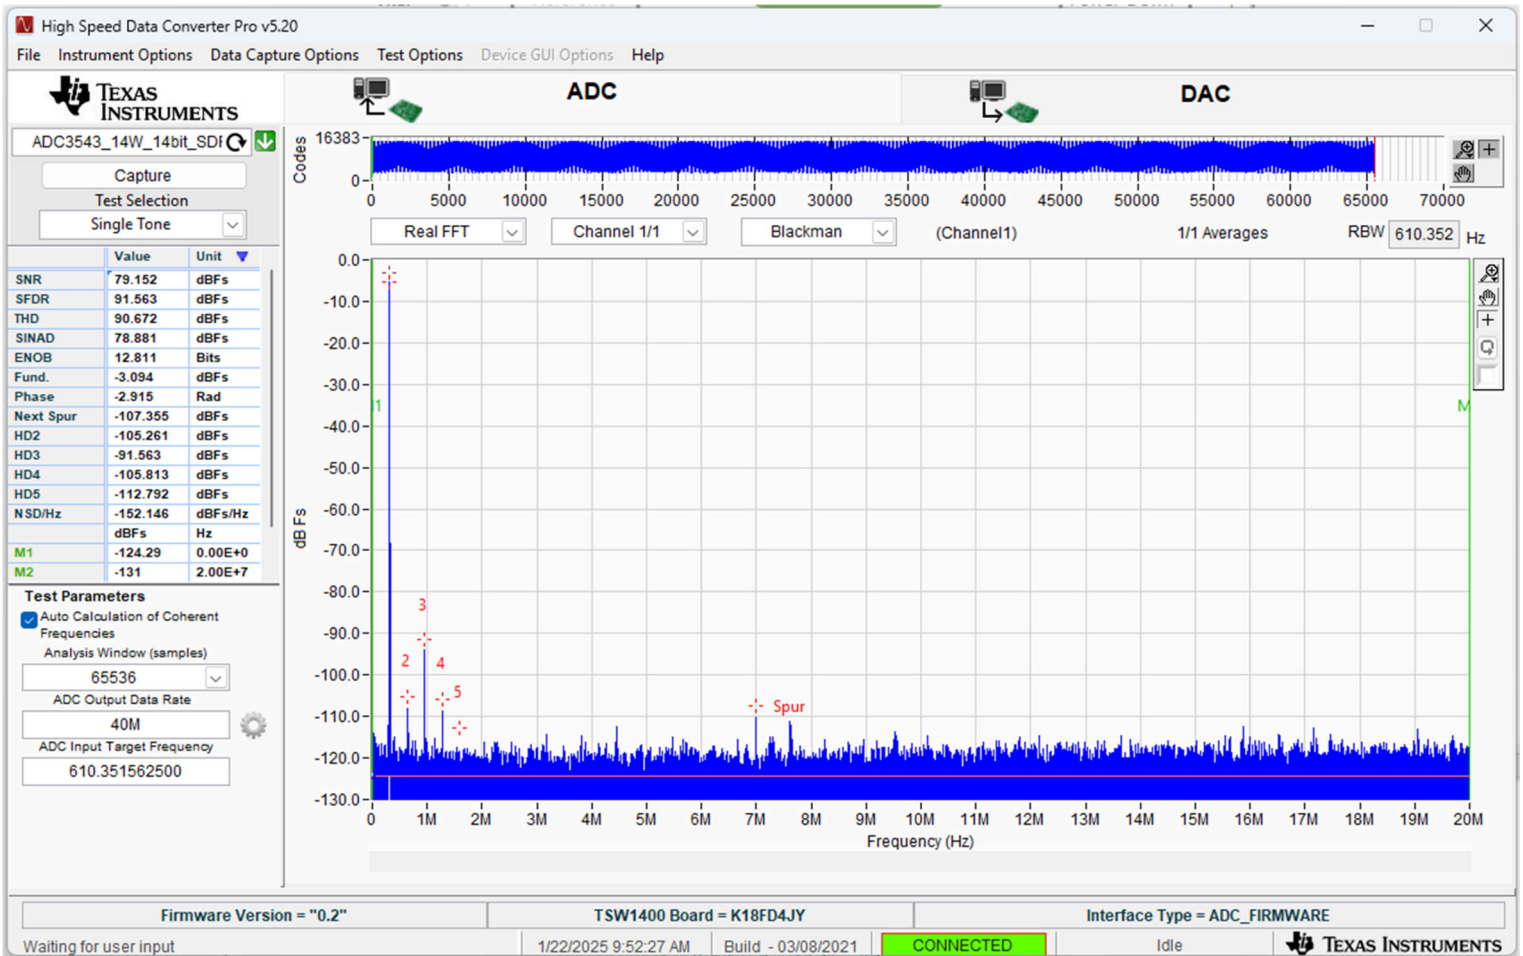 High Speed Data Converter Pro v5.20
File Instrument Options Data Capture Options Test Options Device GUI Options Help
TEXAS INSTRUMENTS
ADC
DAC
ADC3543_14W_14bit_SDR
Capture
Test Selection
Single Tone
Codes
16383
0
0 5000 10000 15000 20000 25000 30000 35000 40000 45000 50000 55000 60000 65000 70000
Real FFT Channel 1/1 Blackman (Channel1) 1/1 Averages RBW 610.352 Hz
Value Unit
SNR 79.152 dBFs
SFDR 91.563 dBFs
THD 90.672 dBFs
SINAD 78.881 dBFs
ENOB 12.811 Bits
Fund. -3.094 dBFs
Phase -2.915 Rad
Next Spur -107.355 dBFs
HD2 -105.261 dBFs
HD3 -91.563 dBFs
HD4 -105.813 dBFs
HD5 -112.792 dBFs
NSD/Hz -152.146 dBFs/Hz
dBFs Hz
M1 -124.29 0.00E+0
M2 -131 2.00E+7
Test Parameters
Auto Calculation of Coherent
Frequencies
Analysis Window (samples)
65536
ADC Output Data Rate
40M
ADC Input Target Frequency
610.351562500
dBFs
0.0
-10.0
-20.0
-30.0
-40.0
-50.0
-60.0
-70.0
-80.0
-90.0
-100.0
-110.0
-120.0
-130.0
1
M
3
2
4
5
Spur
0 1M 2M 3M 4M 5M 6M 7M 8M 9M 10M 11M 12M 13M 14M 15M 16M 17M 18M 19M 20M
Frequency (Hz)
Firmware Version = "0.2" TSW1400 Board = K18FD4JY Interface Type = ADC_FIRMWARE
Waiting for user input 1/22/2025 9:52:27 AM Build - 03/08/2021 CONNECTED Idle TEXAS INSTRUMENTS